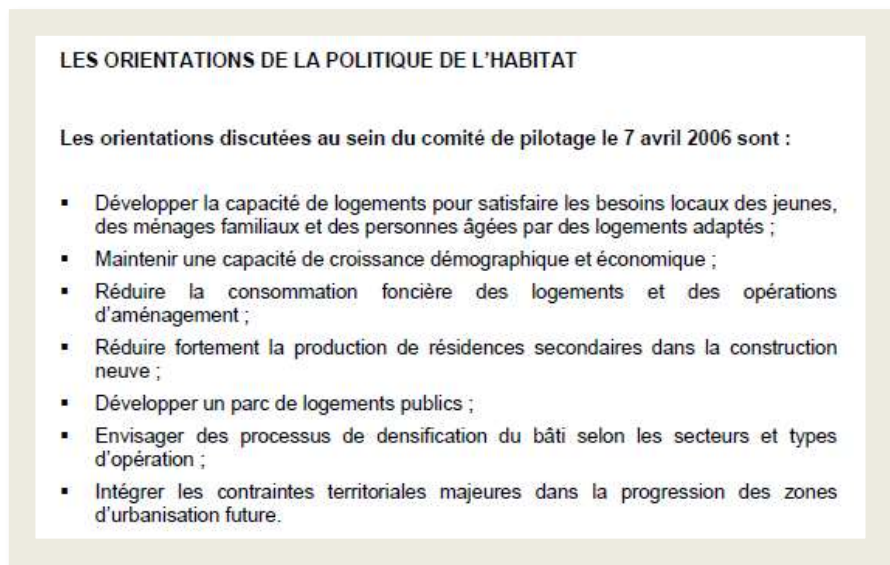 LES ORIENTATIONS DE LA POLITIQUE DE L'HABITAT
Les orientations discutées au sein du comité de pilotage le 7 avril 2006 sont :
▪ Développer la capacité de logements pour satisfaire les besoins locaux des jeunes,
des ménages familiaux et des personnes âgées par des logements adaptés ;
▪ Maintenir une capacité de croissance démographique et économique ;
▪ Réduire la consommation foncière des logements et des opérations
d'aménagement ;
▪ Réduire fortement la production de résidences secondaires dans la construction
neuve ;
▪ Développer un parc de logements publics ;
▪ Envisager des processus de densification du bâti selon les secteurs et types
d'opération ;
▪ Intégrer les contraintes territoriales majeures dans la progression des zones
d'urbanisation future.